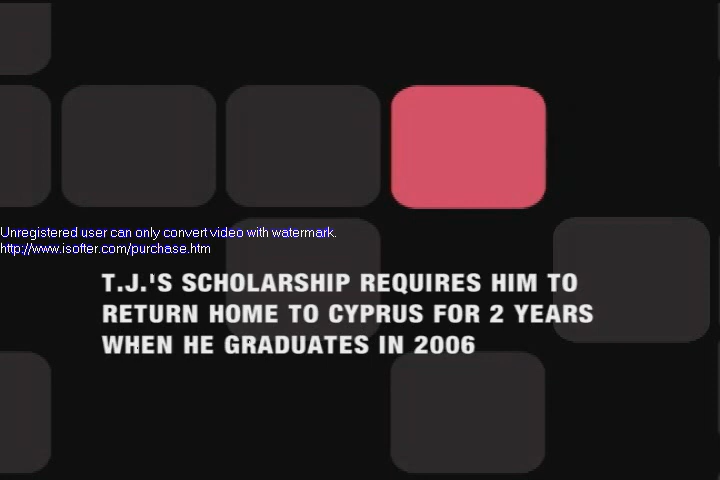 Unregistered user can only convert video with watermark.
http://www.isofter.com/purchase.htm
T.J.'S SCHOLARSHIP REQUIRES HIM TO
RETURN HOME TO CYPRUS FOR 2 YEARS
WHEN HE GRADUATES IN 2006